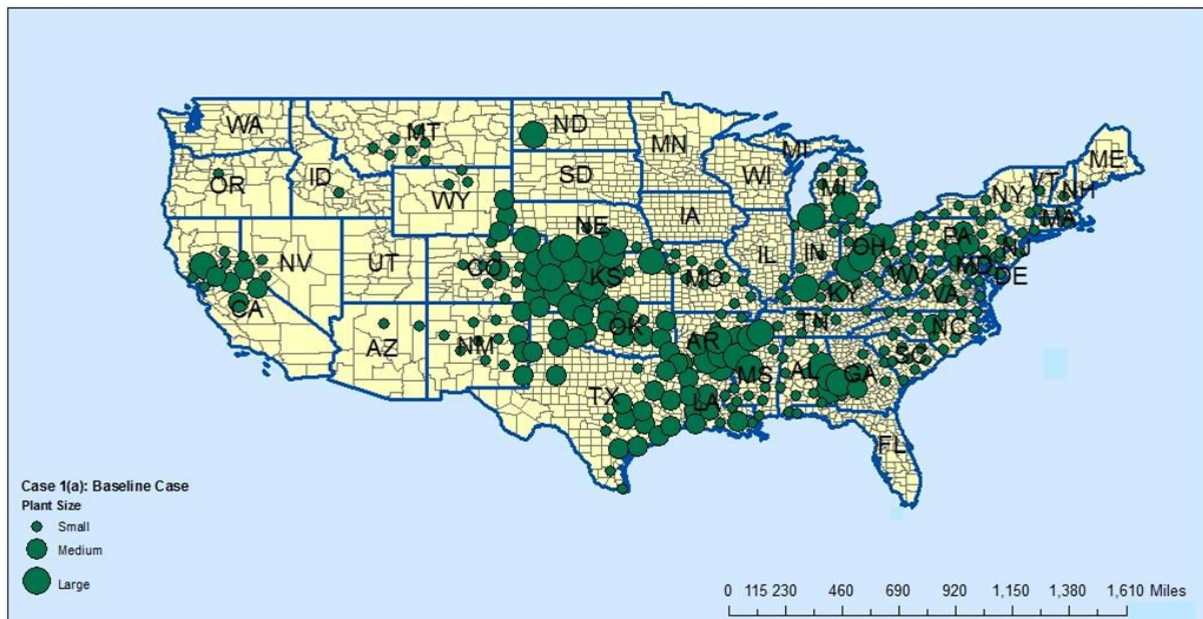 WA
MT
ND
MN
MI
ME
OR
ID
SD
WI
MI
NY
VT
NH
MA
WY
NE
IA
PA
NJ
NV
UT
CO
KS
MO
IL
IN
OH
WV
MD
DE
CA
KY
VA
AZ
NM
OK
AR
TN
NC
SC
TX
LA
MS
AL
GA
FL
Case 1(a): Baseline Case
Plant Size
Small
Medium
Large
0 115 230 460 690 920 1,150 1,380 1,610 Miles